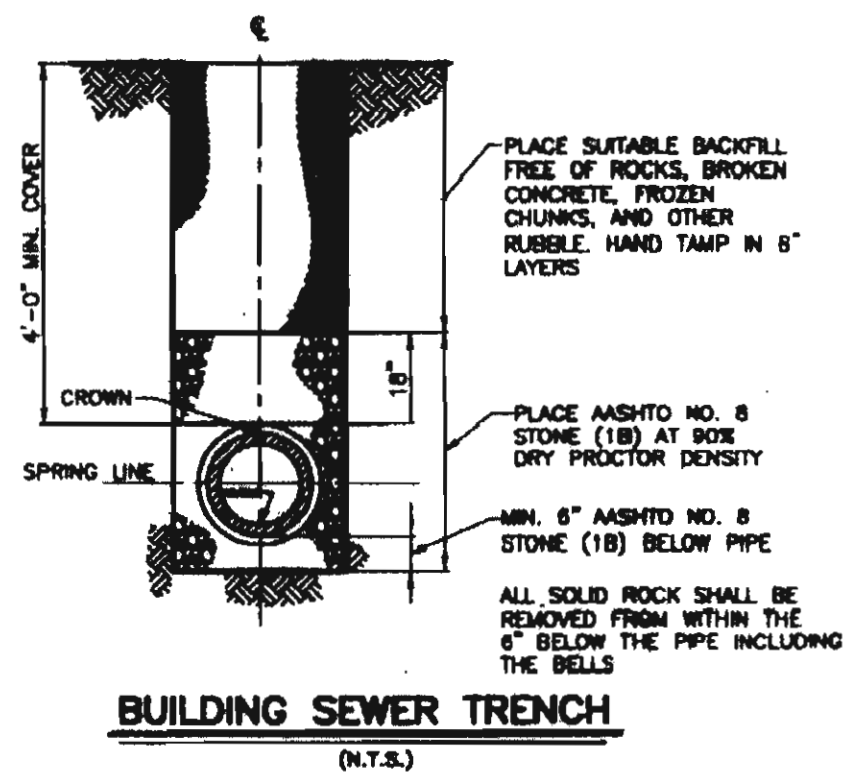 ℄
4'-0" MIN. COVER
PLACE SUITABLE BACKFILL
FREE OF ROCKS, BROKEN
CONCRETE, FROZEN
CHUNKS, AND OTHER
RUBBLE. HAND TAMP IN 6"
LAYERS
18"
CROWN
SPRING LINE
PLACE AASHTO NO. 8
STONE (1B) AT 90%
DRY PROCTOR DENSITY
MIN. 6" AASHTO NO. 8
STONE (1B) BELOW PIPE
ALL SOLID ROCK SHALL BE
REMOVED FROM WITHIN THE
6" BELOW THE PIPE INCLUDING
THE BELLS
BUILDING SEWER TRENCH
(N.T.S.)